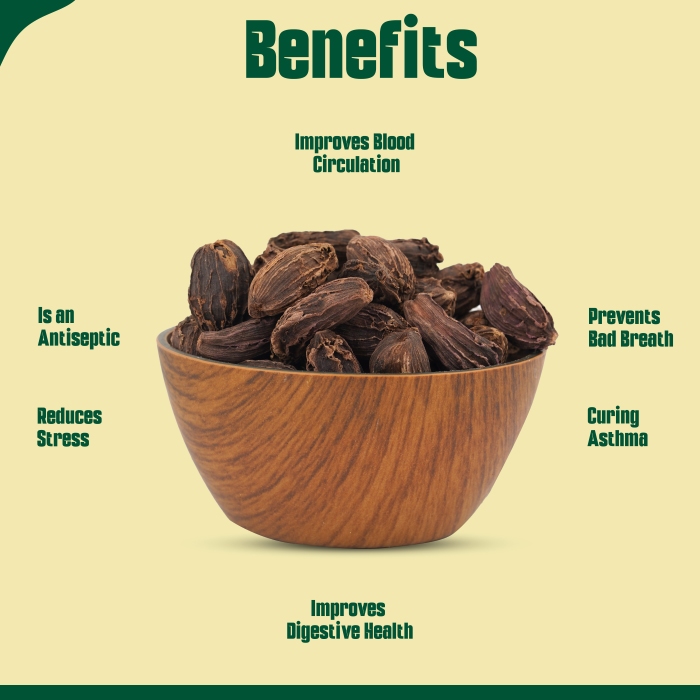 Benefits
Improves Blood
Circulation
Is an
Antiseptic
Prevents
Bad Breath
Reduces
Stress
Curing
Asthma
Improves
Digestive Health